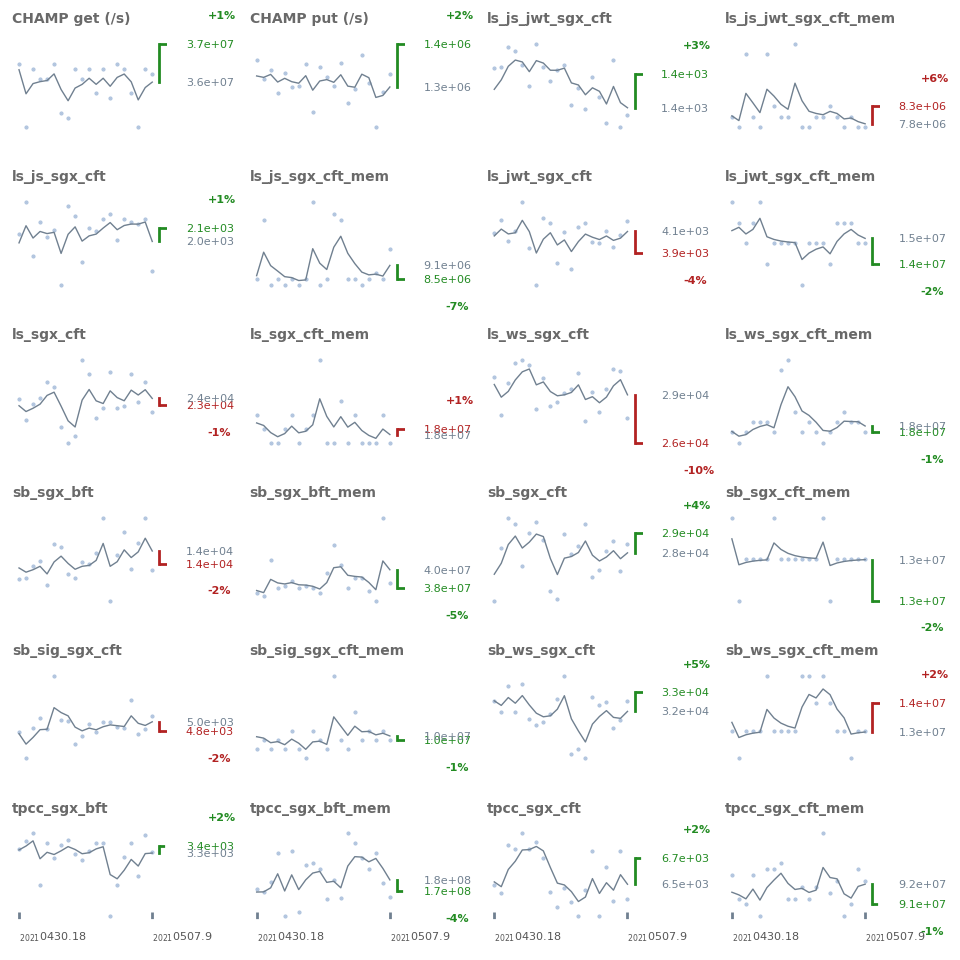 CHAMP get (/s)
+1%
3.7e+07
3.6e+07
CHAMP put (/s)
+2%
1.4e+06
1.3e+06
ls_js_jwt_sgx_cft
+3%
1.4e+03
1.4e+03
ls_js_jwt_sgx_cft_mem
+6%
8.3e+06
7.8e+06
ls_js_sgx_cft
+1%
2.1e+03
2.0e+03
ls_js_sgx_cft_mem
9.1e+06
8.5e+06
-7%
ls_jwt_sgx_cft
4.1e+03
3.9e+03
-4%
ls_jwt_sgx_cft_mem
1.5e+07
1.4e+07
-2%
ls_sgx_cft
2.4e+04
2.3e+04
-1%
ls_sgx_cft_mem
+1%
1.8e+07
1.8e+07
ls_ws_sgx_cft
2.9e+04
2.6e+04
-10%
ls_ws_sgx_cft_mem
1.8e+07
1.8e+07
-1%
sb_sgx_bft
1.4e+04
1.4e+04
-2%
sb_sgx_bft_mem
4.0e+07
3.8e+07
-5%
sb_sgx_cft
+4%
2.9e+04
2.8e+04
sb_sgx_cft_mem
1.3e+07
1.3e+07
-2%
sb_sig_sgx_cft
5.0e+03
4.8e+03
-2%
sb_sig_sgx_cft_mem
1.0e+07
1.0e+07
-1%
sb_ws_sgx_cft
+5%
3.3e+04
3.2e+04
sb_ws_sgx_cft_mem
+2%
1.4e+07
1.3e+07
tpcc_sgx_bft
+2%
3.4e+03
3.3e+03
tpcc_sgx_bft_mem
1.8e+08
1.7e+08
-4%
tpcc_sgx_cft
+2%
6.7e+03
6.5e+03
tpcc_sgx_cft_mem
9.2e+07
9.1e+07
-1%
20210430.18
20210507.9
20210430.18
20210507.9
20210430.18
20210507.9
20210430.18
20210507.9